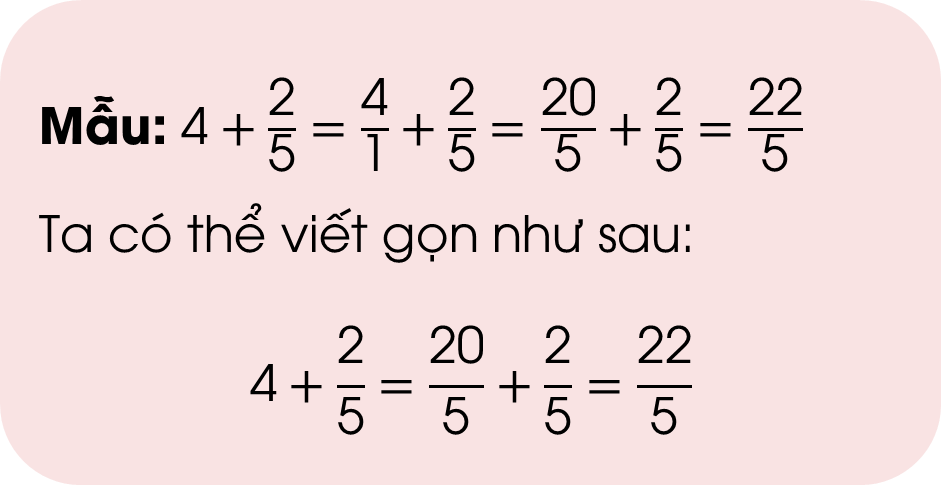 Mẫu: 4 + 2/5 = 4/1 + 2/5 = 20/5 + 2/5 = 22/5
Ta có thể viết gọn như sau:
4 + 2/5 = 20/5 + 2/5 = 22/5